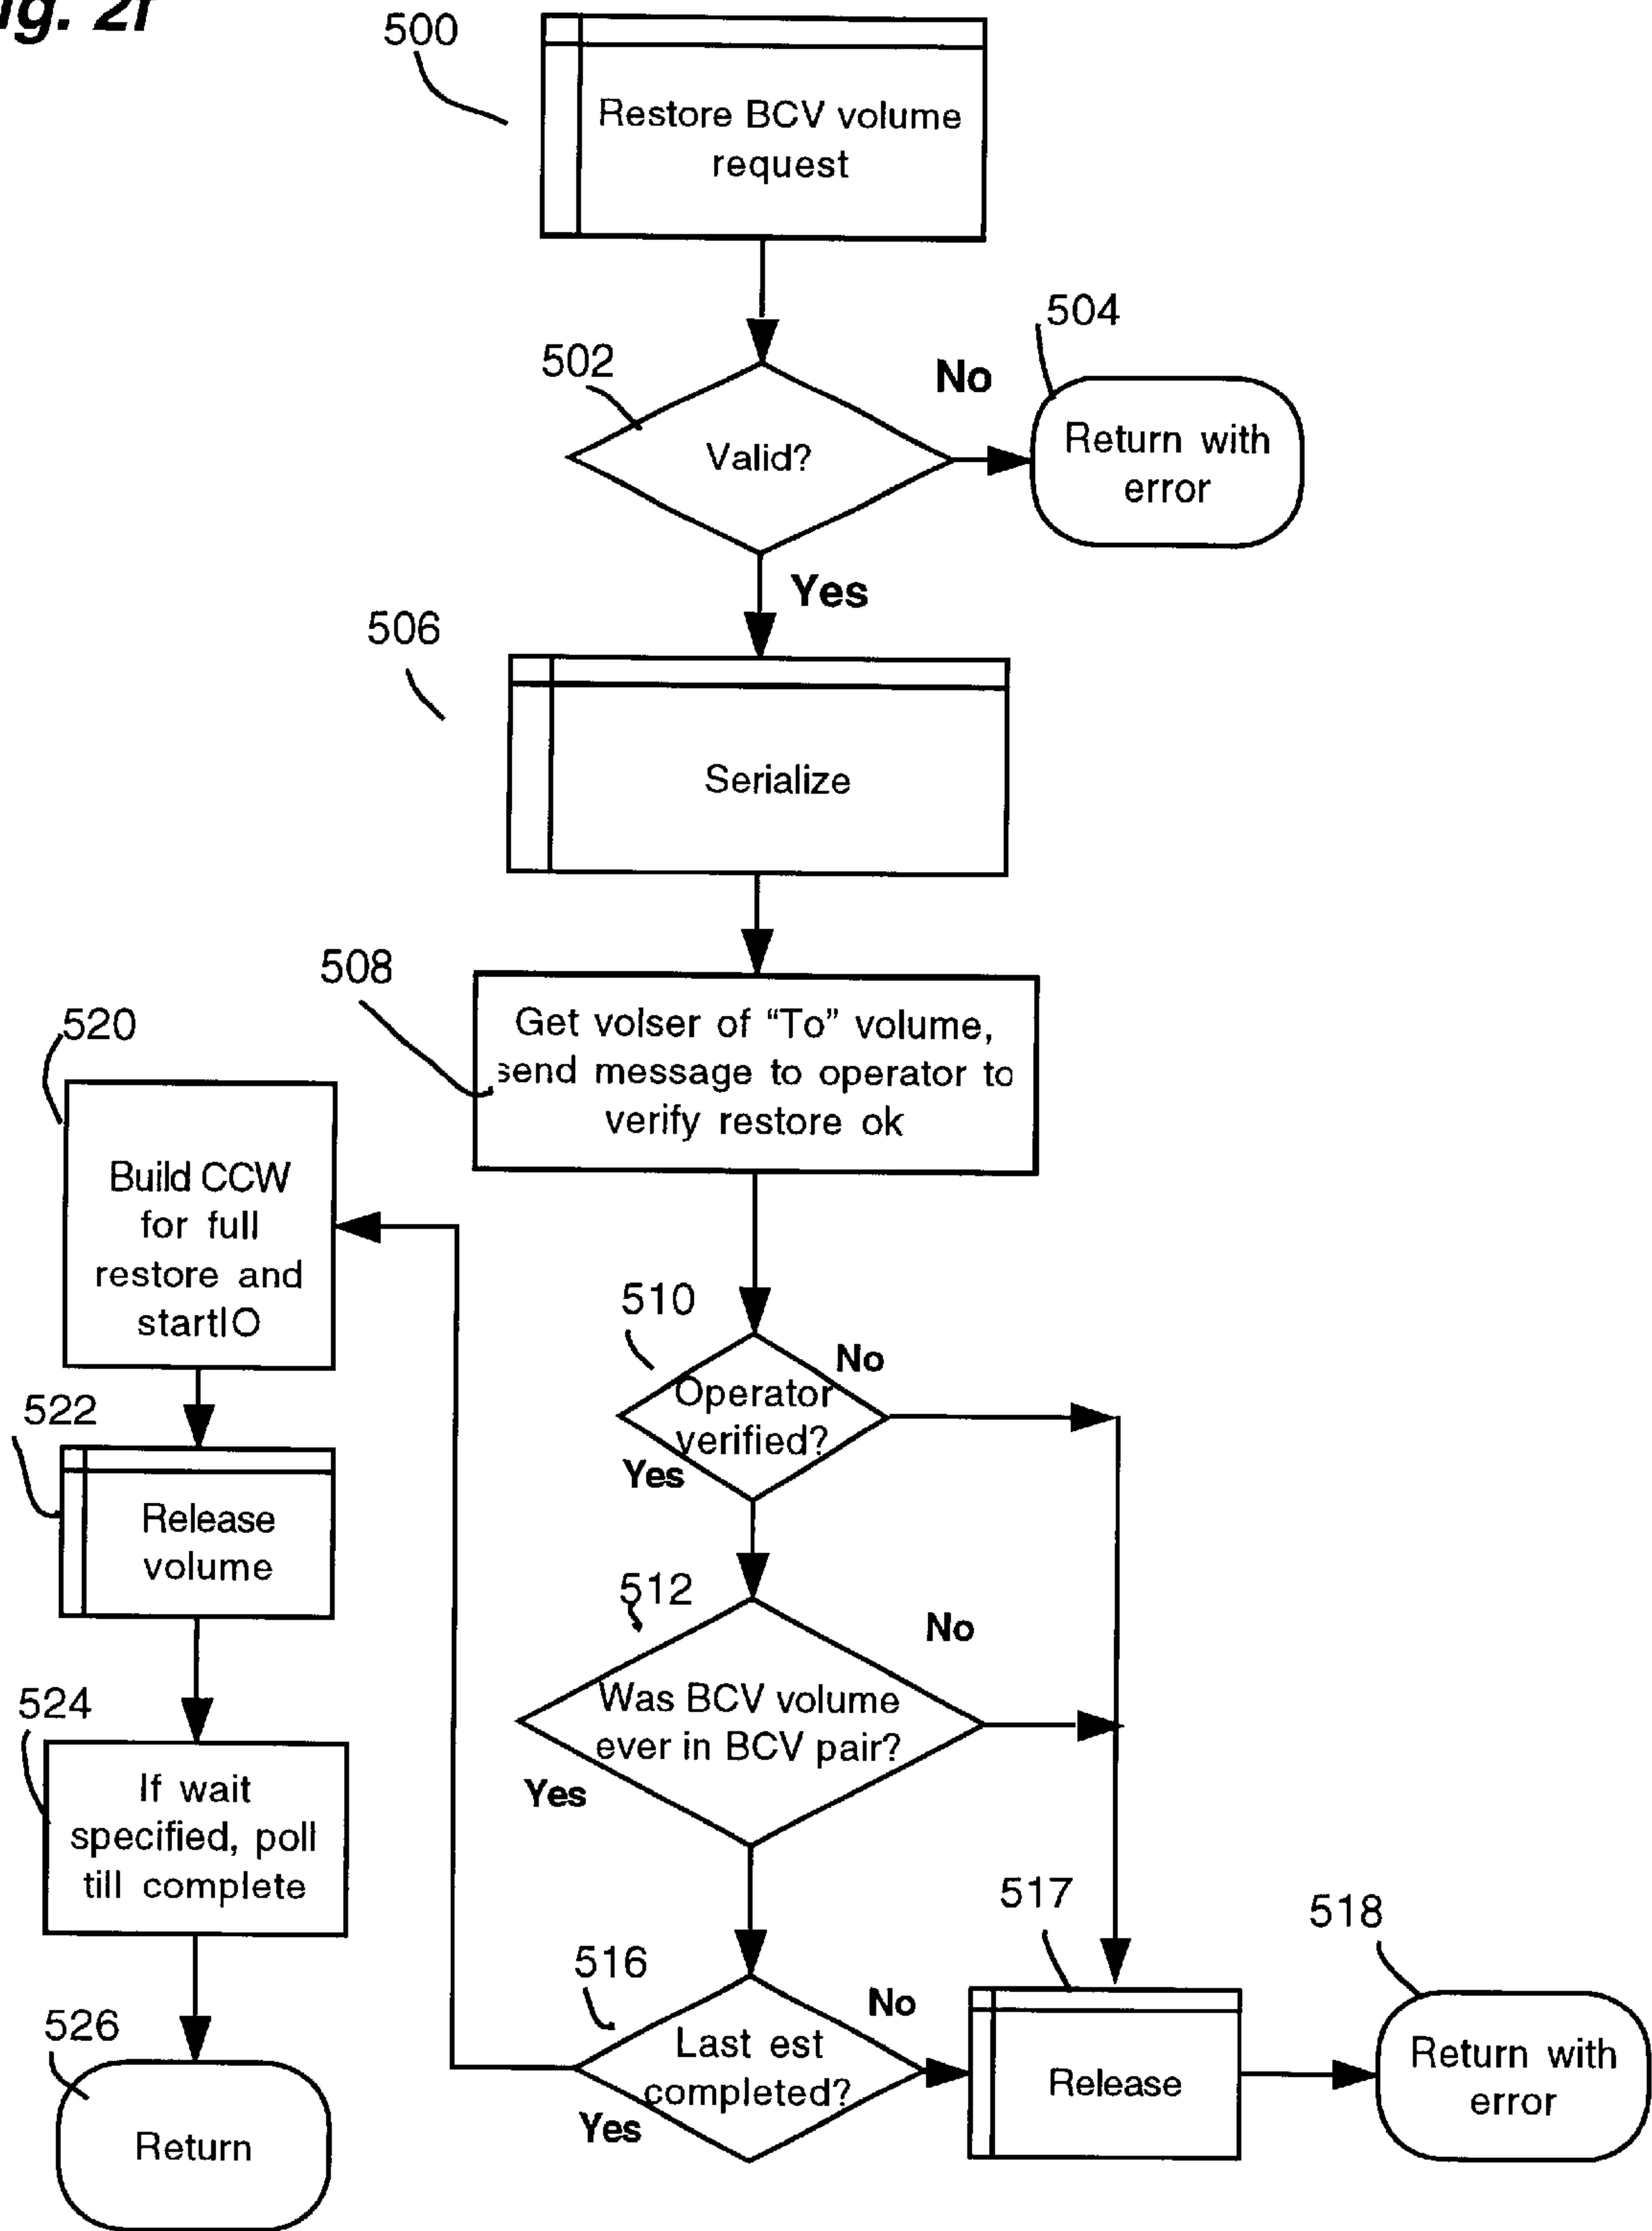 ig. 2f
500
Restore BCV volume
request
504
502
No
Valid?
Return with
error
Yes
506
Serialize
508
Get volser of “To” volume,
send message to operator to
verify restore ok
520
Build CCW
for full
restore and
startIO
510
No
Operator
verified?
Yes
522
Release
volume
512
No
Was BCV volume
ever in BCV pair?
Yes
524
If wait
specified, poll
till complete
517
518
516
No
Last est
completed?
Yes
Release
Return with
error
526
Return